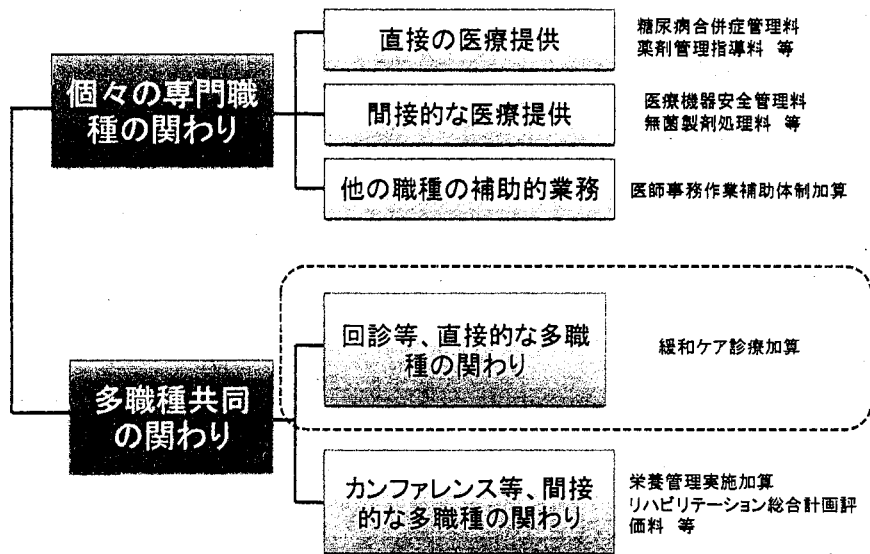 個々の専門職
種の関わり
直接の医療提供
糖尿病合併症管理料
薬剤管理指導料 等
間接的な医療提供
医療機器安全管理料
無菌製剤処理料 等
他の職種の補助的業務
医師事務作業補助体制加算
多職種共同
の関わり
回診等、直接的な多職
種の関わり
緩和ケア診療加算
カンファレンス等、間接
的な多職種の関わり
栄養管理実施加算
リハビリテーション総合計画評
価料 等